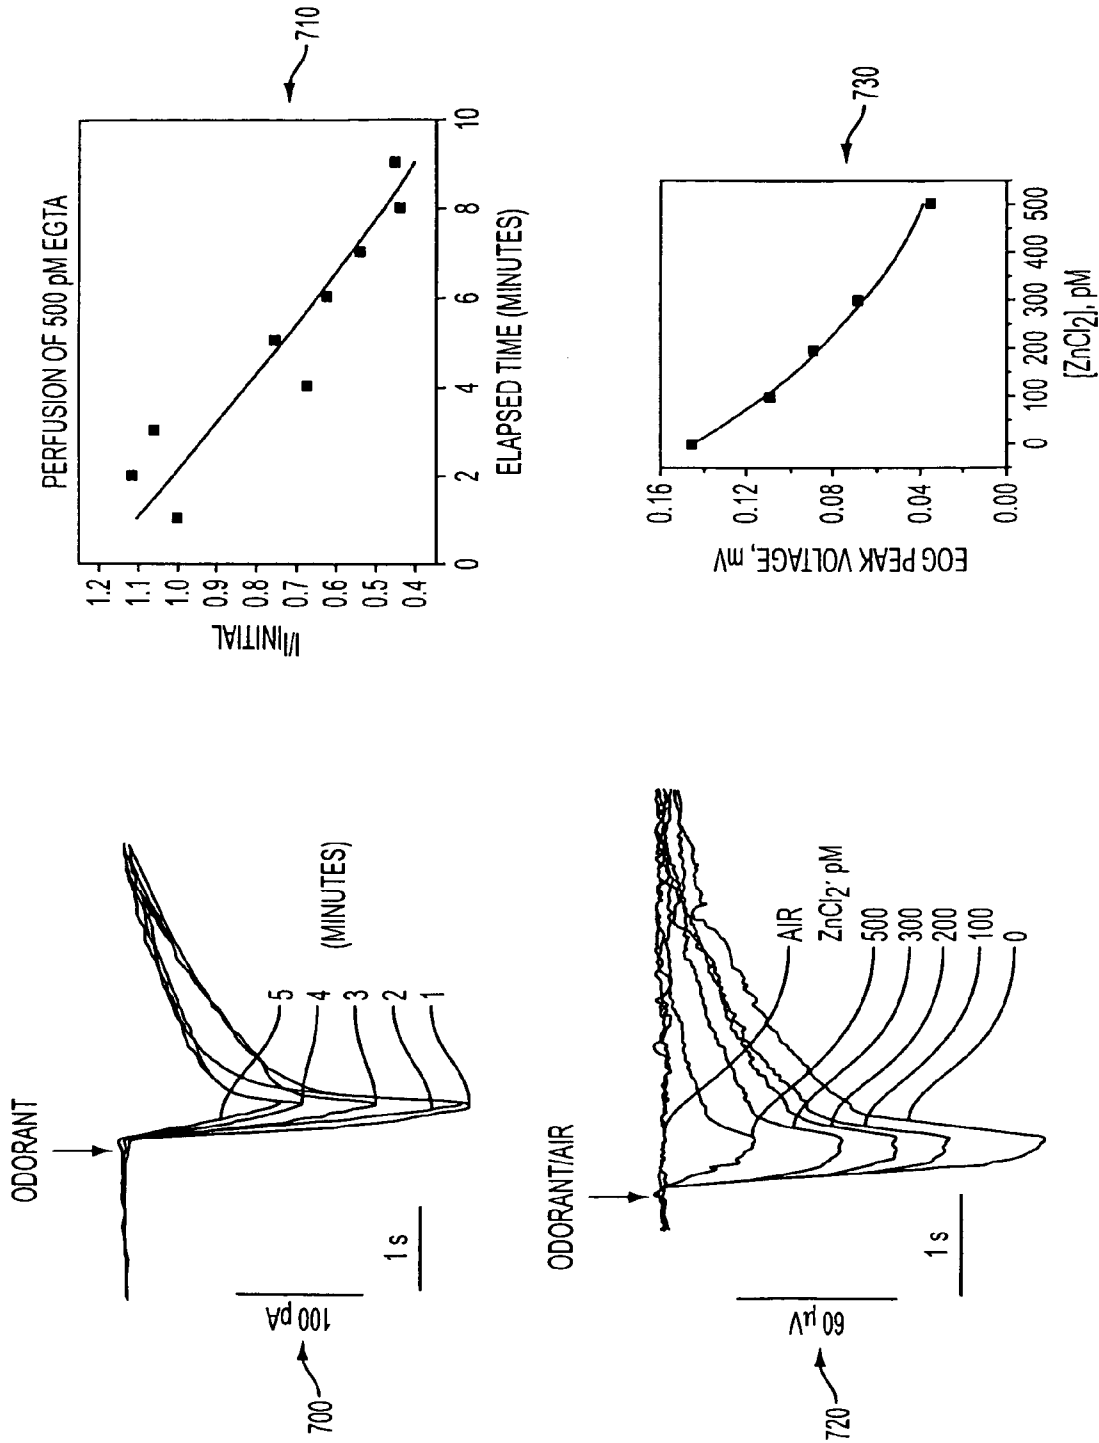 ODORANT
(MINUTES)
5
4
3
2
1
1 s
100 pA
700
PERFUSION OF 500 pM EGTA
I/IINITIAL
1.2
1.1
1.0
0.9
0.8
0.7
0.6
0.5
0.4
0 2 4 6 8 10
ELAPSED TIME (MINUTES)
710
ODORANT/AIR
AIR
ZnCl2, pM
500
300
200
100
0
1 s
60 µV
720
EOG PEAK VOLTAGE, mV
0.16
0.12
0.08
0.04
0.00
0 100 200 300 400 500
[ZnCl2], pM
730